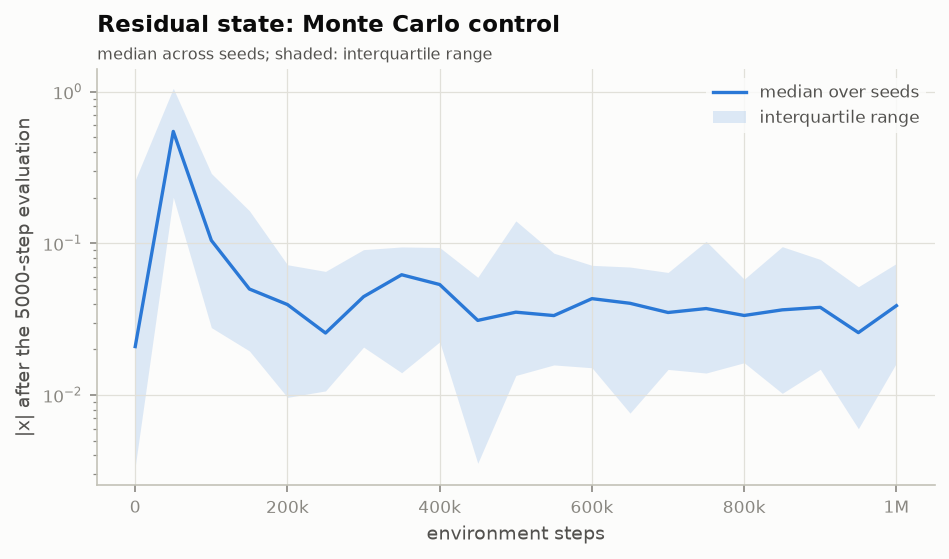 Residual state: Monte Carlo control
median across seeds; shaded: interquartile range
median over seeds
interquartile range
|x| after the 5000-step evaluation
10⁰
10⁻¹
10⁻²
0 200k 400k 600k 800k 1M
environment steps